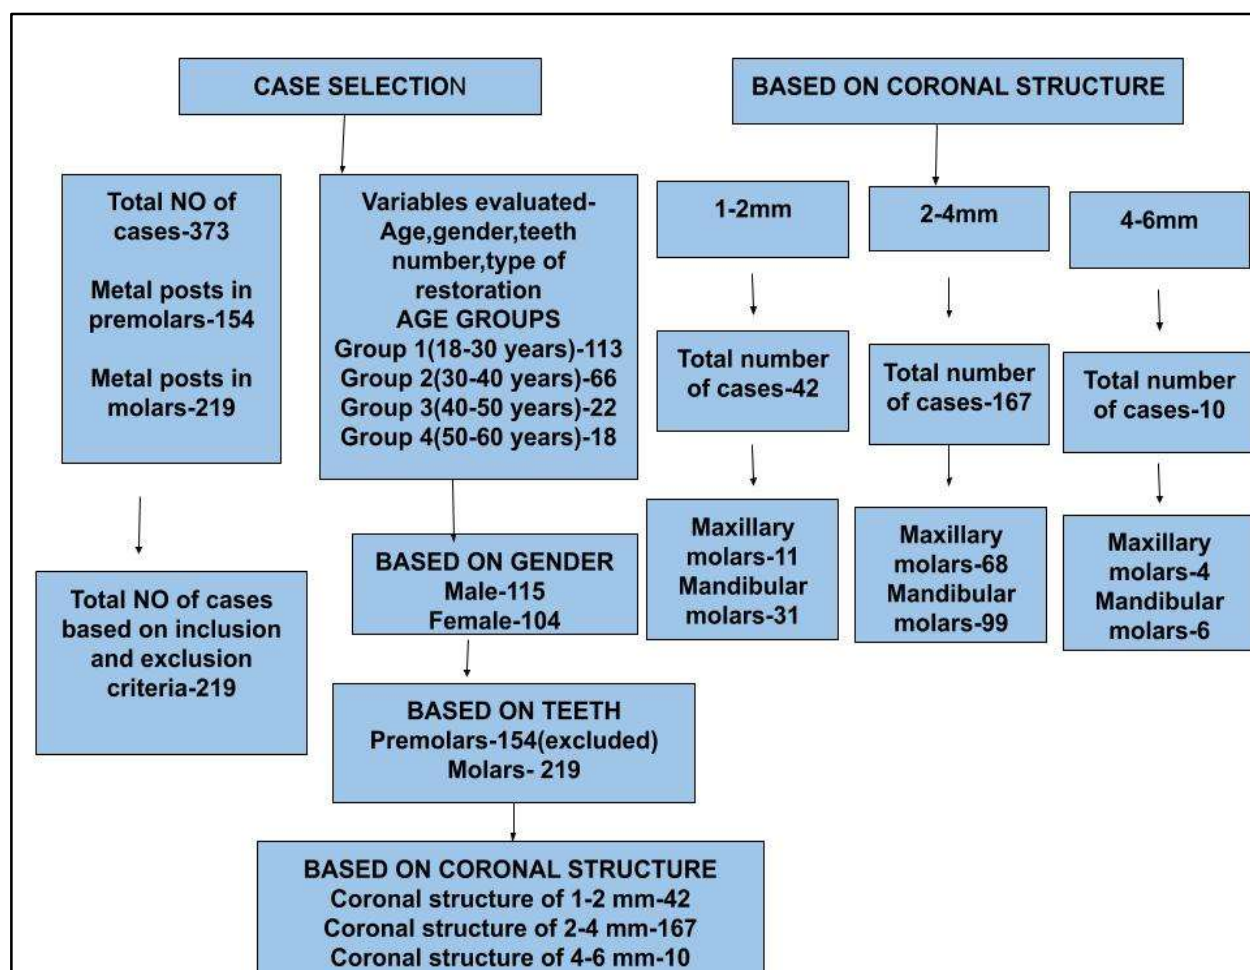 CASE SELECTION
Total NO of
cases-373
Metal posts in
premolars-154
Metal posts in
molars-219
Total NO of cases
based on inclusion
and exclusion
criteria-219
Variables evaluated-
Age,gender,teeth
number,type of
restoration
AGE GROUPS
Group 1(18-30 years)-113
Group 2(30-40 years)-66
Group 3(40-50 years)-22
Group 4(50-60 years)-18
BASED ON GENDER
Male-115
Female-104
BASED ON TEETH
Premolars-154(excluded)
Molars- 219
BASED ON CORONAL STRUCTURE
Coronal structure of 1-2 mm-42
Coronal structure of 2-4 mm-167
Coronal structure of 4-6 mm-10
BASED ON CORONAL STRUCTURE
1-2mm
Total number
of cases-42
Maxillary
molars-11
Mandibular
molars-31
2-4mm
Total number
of cases-167
Maxillary
molars-68
Mandibular
molars-99
4-6mm
Total number
of cases-10
Maxillary
molars-4
Mandibular
molars-6